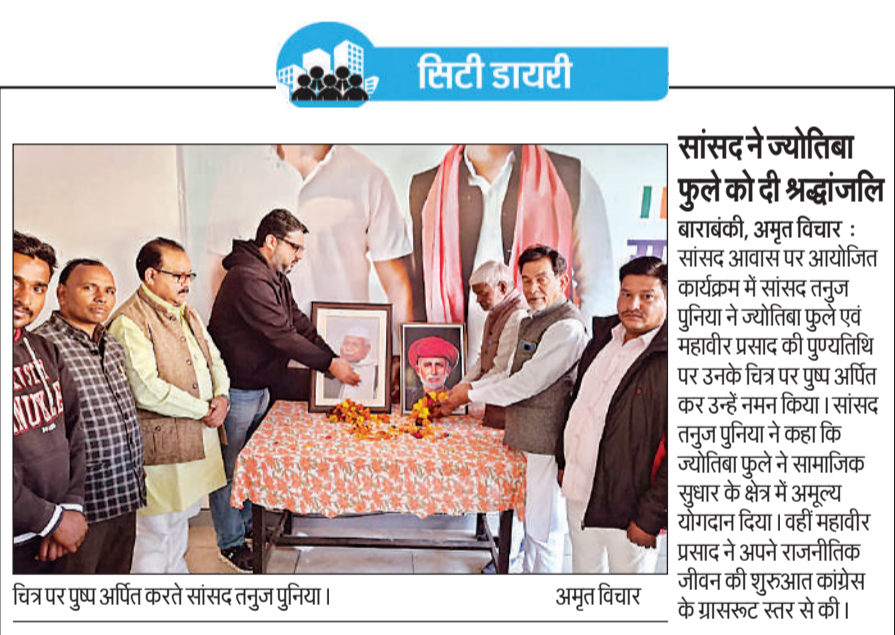 सिटी डायरी
सांसद ने ज्योतिबा
फुले को दी श्रद्धांजलि
बाराबंकी, अमृत विचार :
सांसद आवास पर आयोजित
कार्यक्रम में सांसद तनुज
पुनिया ने ज्योतिबा फुले एवं
महावीर प्रसाद की पुण्यतिथि
पर उनके चित्र पर पुष्प अर्पित
कर उन्हें नमन किया। सांसद
तनुज पुनिया ने कहा कि
ज्योतिबा फुले ने सामाजिक
सुधार के क्षेत्र में अमूल्य
योगदान दिया। वहीं महावीर
प्रसाद ने अपने राजनीतिक
जीवन की शुरुआत कांग्रेस
के ग्रासरूट स्तर से की।
चित्र पर पुष्प अर्पित करते सांसद तनुज पुनिया।
अमृत विचार